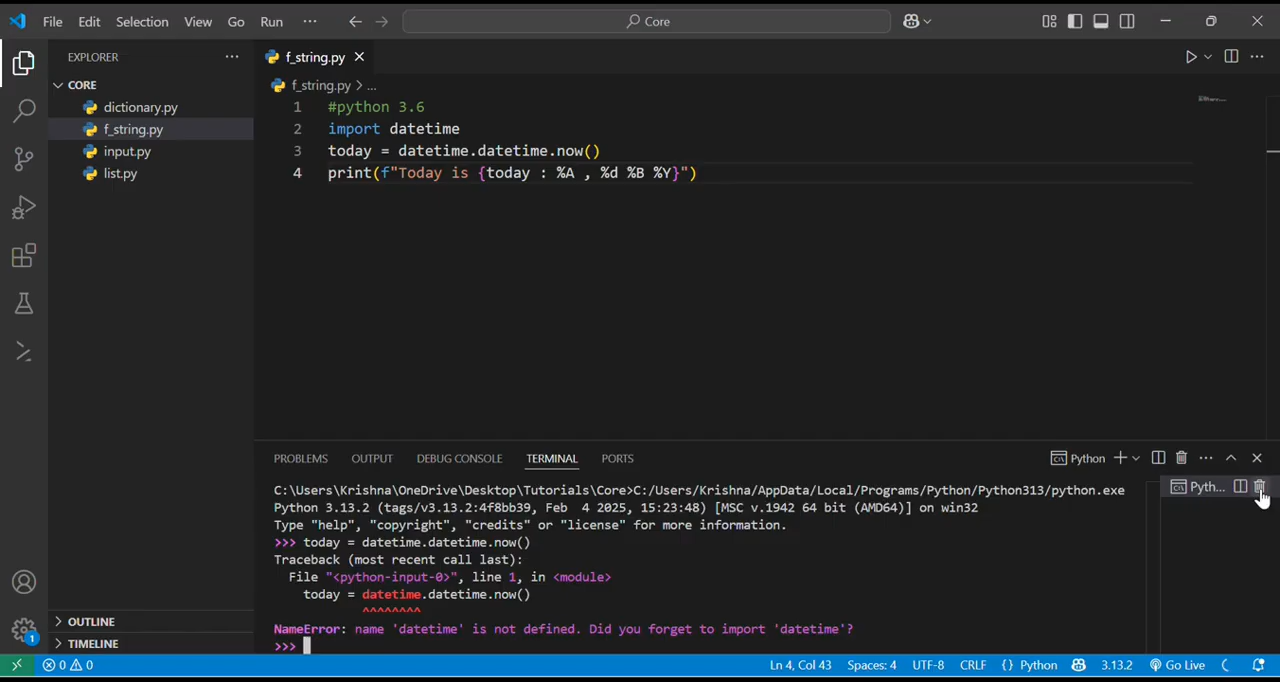 File Edit Selection View Go Run ··· Core
EXPLORER ···
CORE
dictionary.py
f_string.py
input.py
list.py
OUTLINE
TIMELINE
f_string.py
f_string.py > ...
1 #python 3.6
2 import datetime
3 today = datetime.datetime.now()
4 print(f"Today is {today : %A , %d %B %Y}")
PROBLEMS OUTPUT DEBUG CONSOLE TERMINAL PORTS Python
Pyth...
C:\Users\Krishna\OneDrive\Desktop\Tutorials\Core>C:/Users/Krishna/AppData/Local/Programs/Python/Python313/python.exe
Python 3.13.2 (tags/v3.13.2:4f8bb39, Feb  4 2025, 15:23:48) [MSC v.1942 64 bit (AMD64)] on win32
Type "help", "copyright", "credits" or "license" for more information.
>>> today = datetime.datetime.now()
Traceback (most recent call last):
  File "<python-input-0>", line 1, in <module>
    today = datetime.datetime.now()
            ^^^^^^^^
NameError: name 'datetime' is not defined. Did you forget to import 'datetime'?
>>>
0 0 Ln 4, Col 43 Spaces: 4 UTF-8 CRLF {} Python 3.13.2 Go Live
1